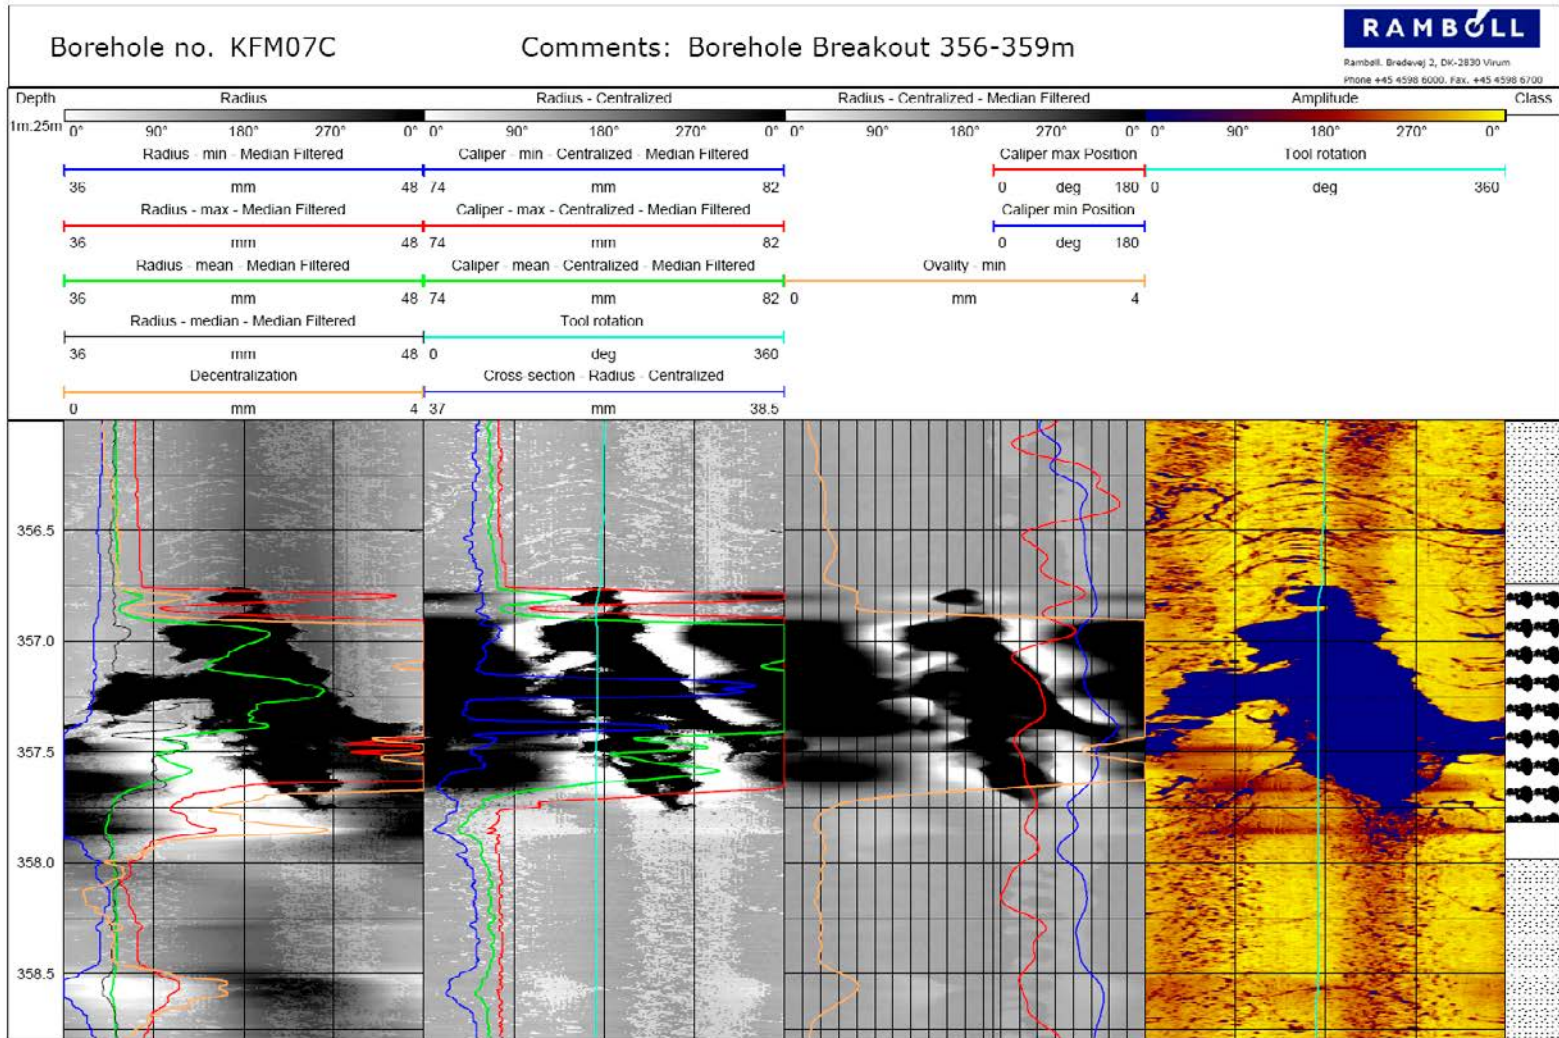 Borehole no. KFM07C Comments: Borehole Breakout 356-359m
RAMBOLL
Rambøll. Bredevej 2, DK-2830 Virum
Phone +45 4598 6000. Fax. +45 4598 6700
Depth Radius Radius - Centralized Radius - Centralized - Median Filtered Amplitude Class
1m:25m 0° 90° 180° 270° 0° 0° 90° 180° 270° 0° 0° 90° 180° 270° 0° 0° 90° 180° 270° 0°
Radius - min - Median Filtered Caliper - min - Centralized - Median Filtered Caliper max Position Tool rotation
36 mm 48 74 mm 82 0 deg 180 0 deg 360
Radius - max - Median Filtered Caliper - max - Centralized - Median Filtered Caliper min Position
36 mm 48 74 mm 82 0 deg 180
Radius - mean - Median Filtered Caliper - mean - Centralized - Median Filtered Ovality - min
36 mm 48 74 mm 82 0 mm 4
Radius - median - Median Filtered Tool rotation
36 mm 48 0 deg 360
Decentralization Cross-section - Radius - Centralized
0 mm 4 37 mm 38.5
356.5
357.0
357.5
358.0
358.5